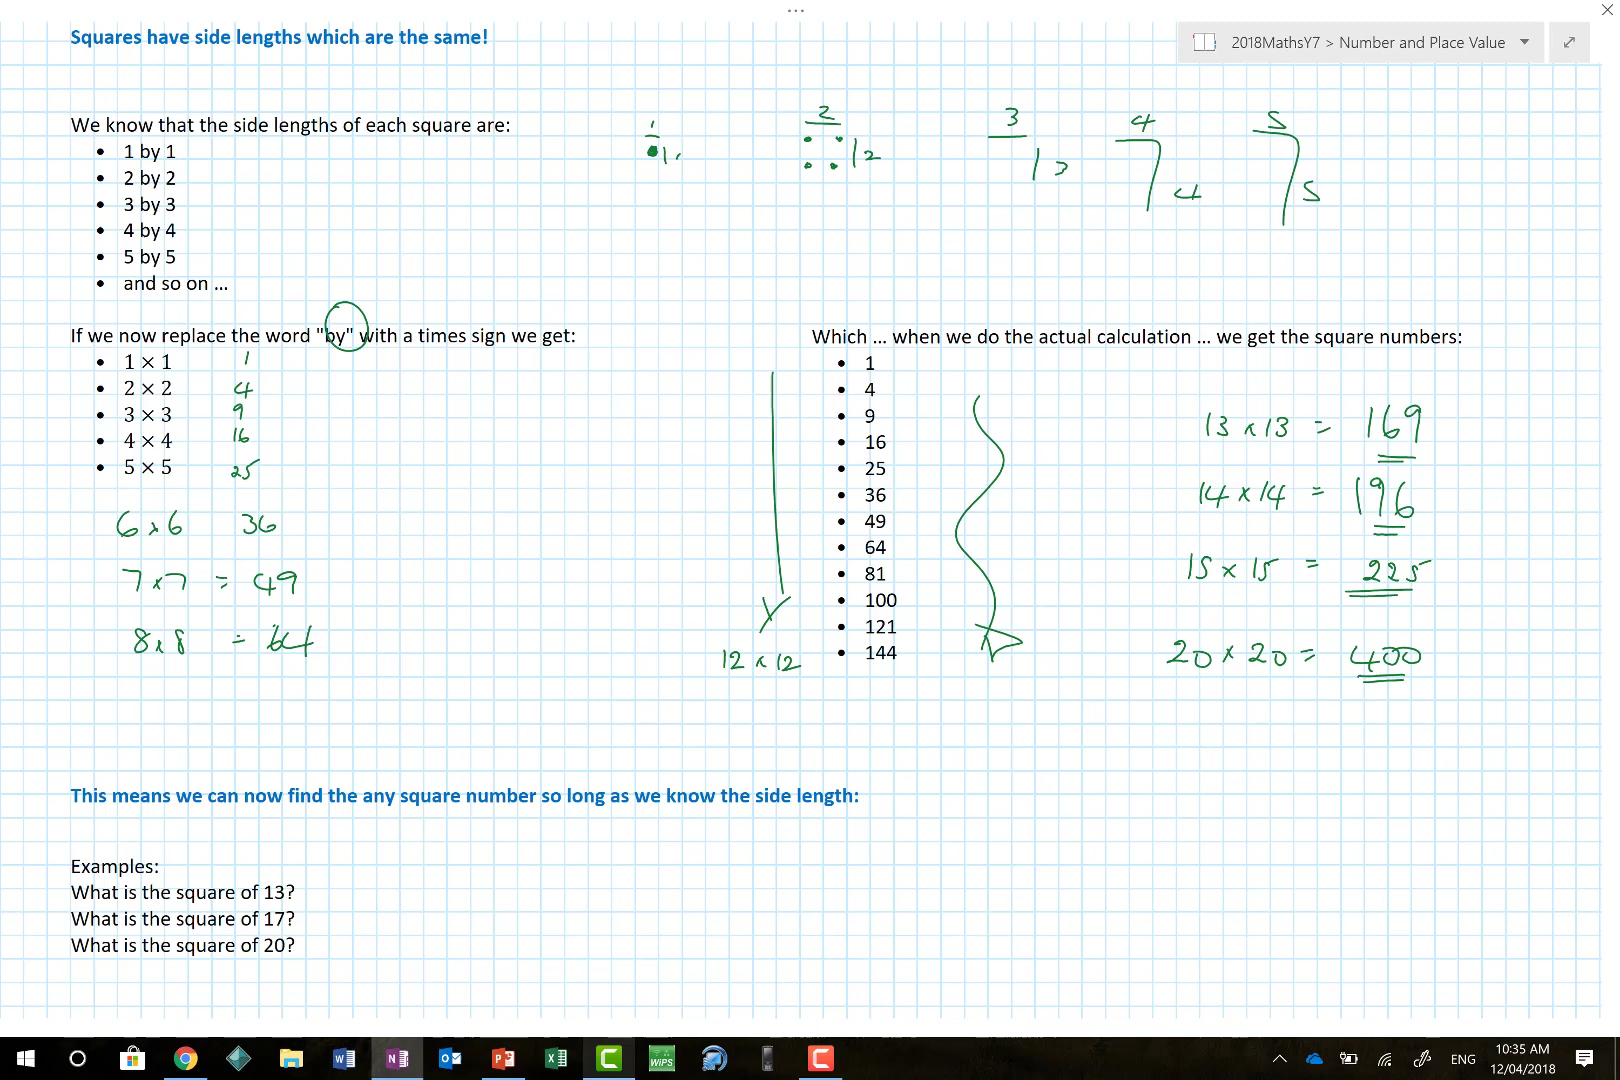 Squares have side lengths which are the same!
2018MathsY7 > Number and Place Value
We know that the side lengths of each square are:
• 1 by 1
• 2 by 2
• 3 by 3
• 4 by 4
• 5 by 5
• and so on ...
1
1
2
2
3
3
4
4
5
5
If we now replace the word "by" with a times sign we get:
• 1 × 1 1
• 2 × 2 4
• 3 × 3 9
• 4 × 4 16
• 5 × 5 25
6 × 6 36
7 × 7 = 49
8 × 8 = 64
Which ... when we do the actual calculation ... we get the square numbers:
• 1
• 4
• 9
• 16
• 25
• 36
• 49
• 64
• 81
• 100
• 121
• 144
12 × 12
13 × 13 = 169
14 × 14 = 196
15 × 15 = 225
20 × 20 = 400
This means we can now find the any square number so long as we know the side length:
Examples:
What is the square of 13?
What is the square of 17?
What is the square of 20?
WiPS
ENG
10:35 AM
12/04/2018